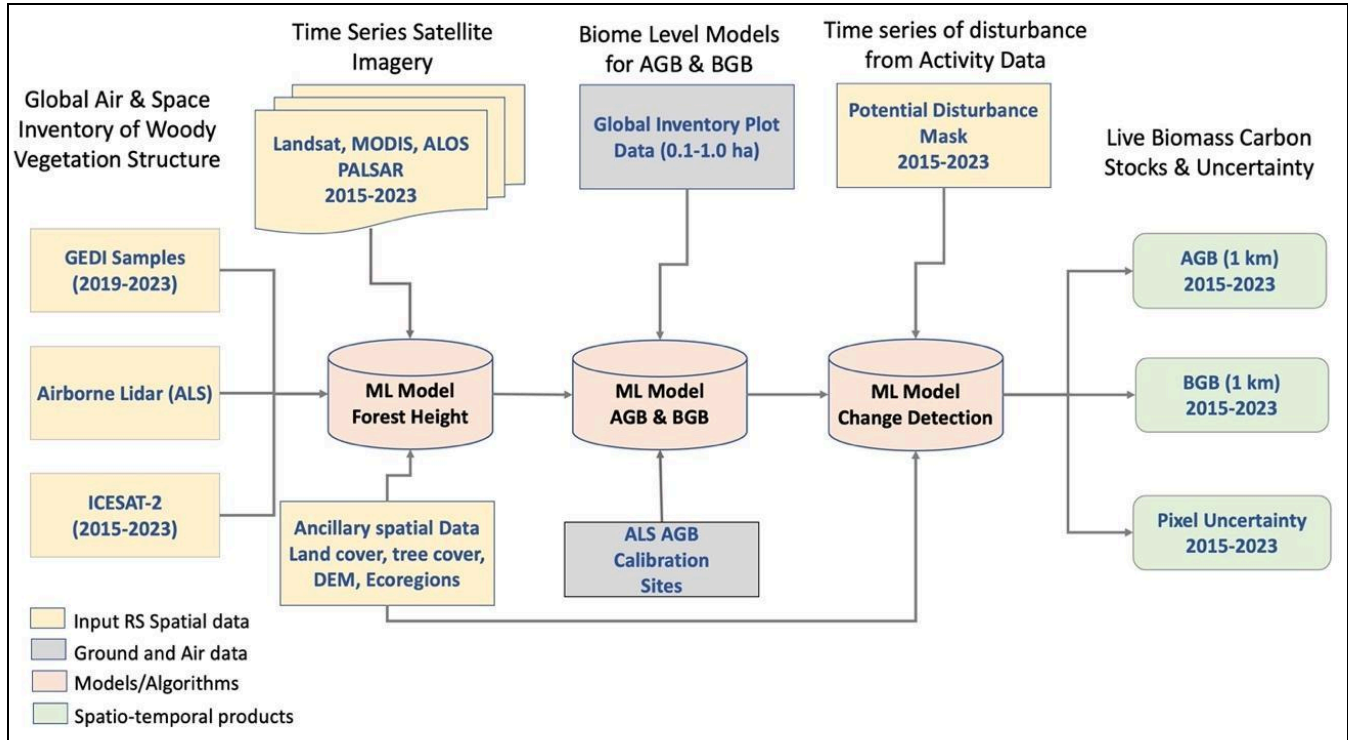 Global Air & Space
Inventory of Woody
Vegetation Structure
Time Series Satellite
Imagery
Biome Level Models
for AGB & BGB
Time series of disturbance
from Activity Data
Live Biomass Carbon
Stocks & Uncertainty
Landsat, MODIS, ALOS
PALSAR
2015-2023
Global Inventory Plot
Data (0.1-1.0 ha)
Potential Disturbance
Mask
2015-2023
GEDI Samples
(2019-2023)
Airborne Lidar (ALS)
ICESAT-2
(2015-2023)
ML Model
Forest Height
ML Model
AGB & BGB
ML Model
Change Detection
AGB (1 km)
2015-2023
BGB (1 km)
2015-2023
Pixel Uncertainty
2015-2023
Ancillary spatial Data
Land cover, tree cover,
DEM, Ecoregions
ALS AGB
Calibration
Sites
Input RS Spatial data
Ground and Air data
Models/Algorithms
Spatio-temporal products